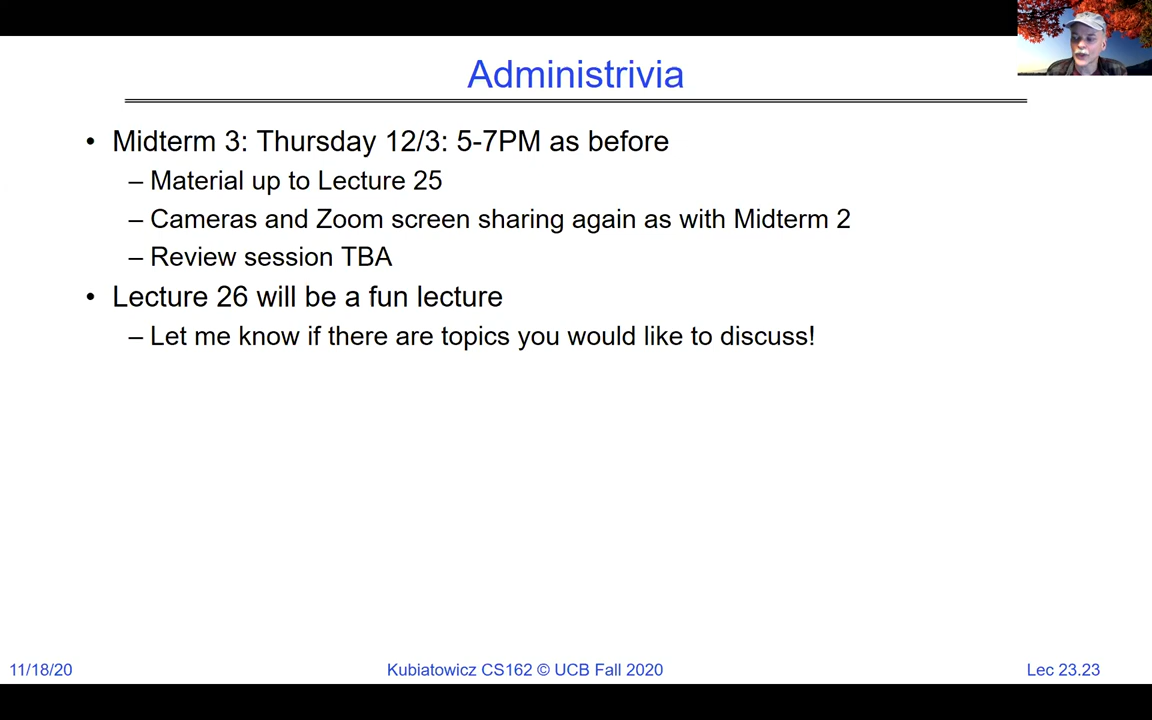 Administrivia
• Midterm 3: Thursday 12/3: 5-7PM as before
– Material up to Lecture 25
– Cameras and Zoom screen sharing again as with Midterm 2
– Review session TBA
• Lecture 26 will be a fun lecture
– Let me know if there are topics you would like to discuss!
11/18/20
Kubiatowicz CS162 © UCB Fall 2020
Lec 23.23